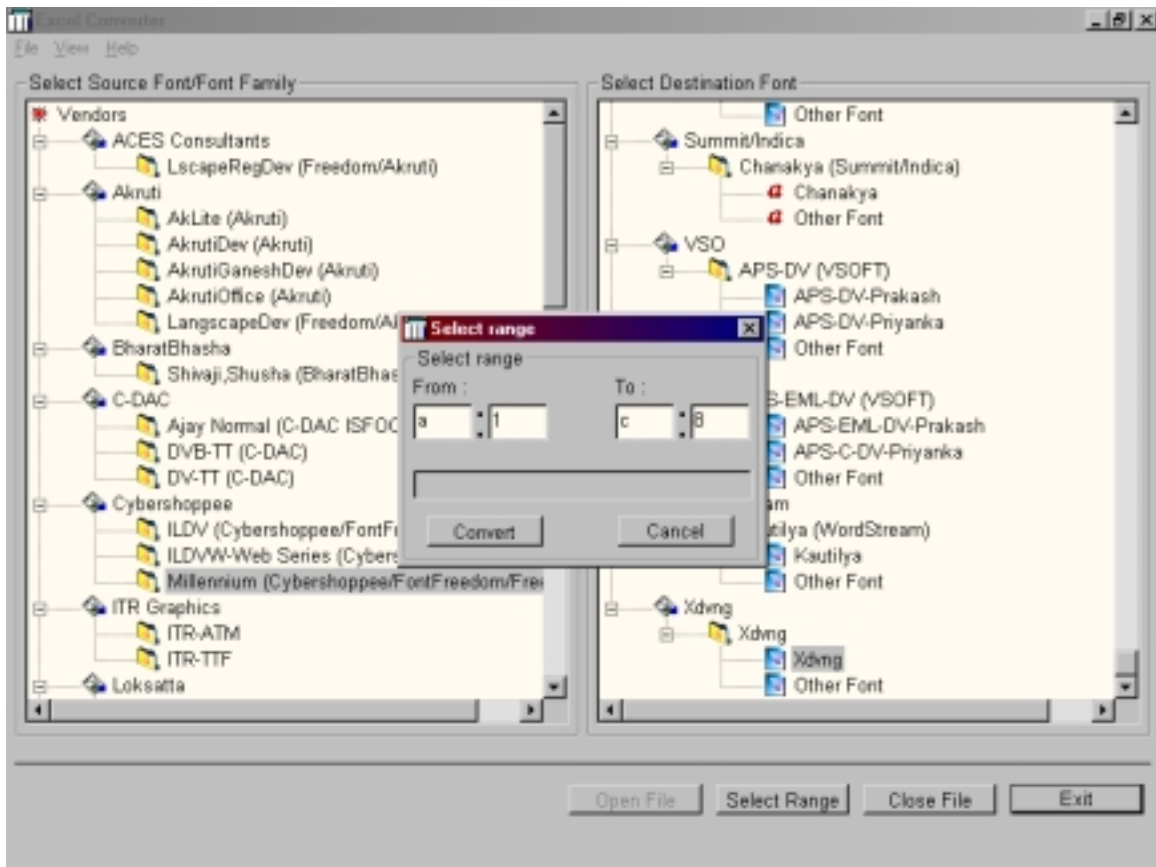 Excel Converter
File View Help
Select Source Font/Font Family
Vendors
ACES Consultants
LscapeRegDev (Freedom/Akruti)
Akruti
AkLite (Akruti)
AkrutiDev (Akruti)
AkrutiGaneshDev (Akruti)
AkrutiOffice (Akruti)
LangscapeDev (Freedom/A
BharatBhasha
Shivaji,Shusha (BharatBhas
C-DAC
Ajay Normal (C-DAC ISFOC
DVB-TT (C-DAC)
DV-TT (C-DAC)
Cybershoppee
ILDV (Cybershoppee/FontF
ILDVW-Web Series (Cybers
Millennium (Cybershoppee/FontFreedom/Free
ITR Graphics
ITR-ATM
ITR-TTF
Loksatta
Select Destination Font
Other Font
Summit/Indica
Chanakya (Summit/Indica)
Chanakya
Other Font
VSO
APS-DV (VSOFT)
APS-DV-Prakash
APS-DV-Priyanka
Other Font
S-EML-DV (VSOFT)
APS-EML-DV-Prakash
APS-C-DV-Priyanka
Other Font
am
utilya (WordStream)
Kautilya
Other Font
Xdvng
Xdvng
Xdvng
Other Font
Select range
Select range
From : To :
a : 1 c : 8
Convert Cancel
Open File Select Range Close File Exit